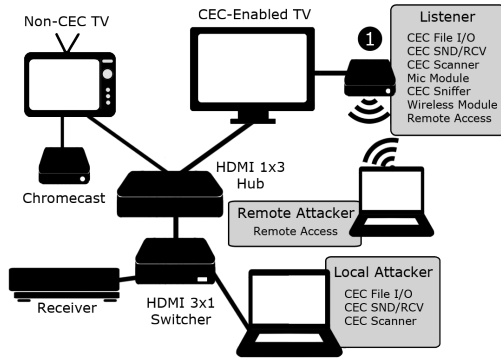 Non-CEC TV
CEC-Enabled TV
1
Listener
CEC File I/O
CEC SND/RCV
CEC Scanner
Mic Module
CEC Sniffer
Wireless Module
Remote Access
Chromecast
HDMI 1x3
Hub
Remote Attacker
Remote Access
Receiver
HDMI 3x1
Switcher
Local Attacker
CEC File I/O
CEC SND/RCV
CEC Scanner